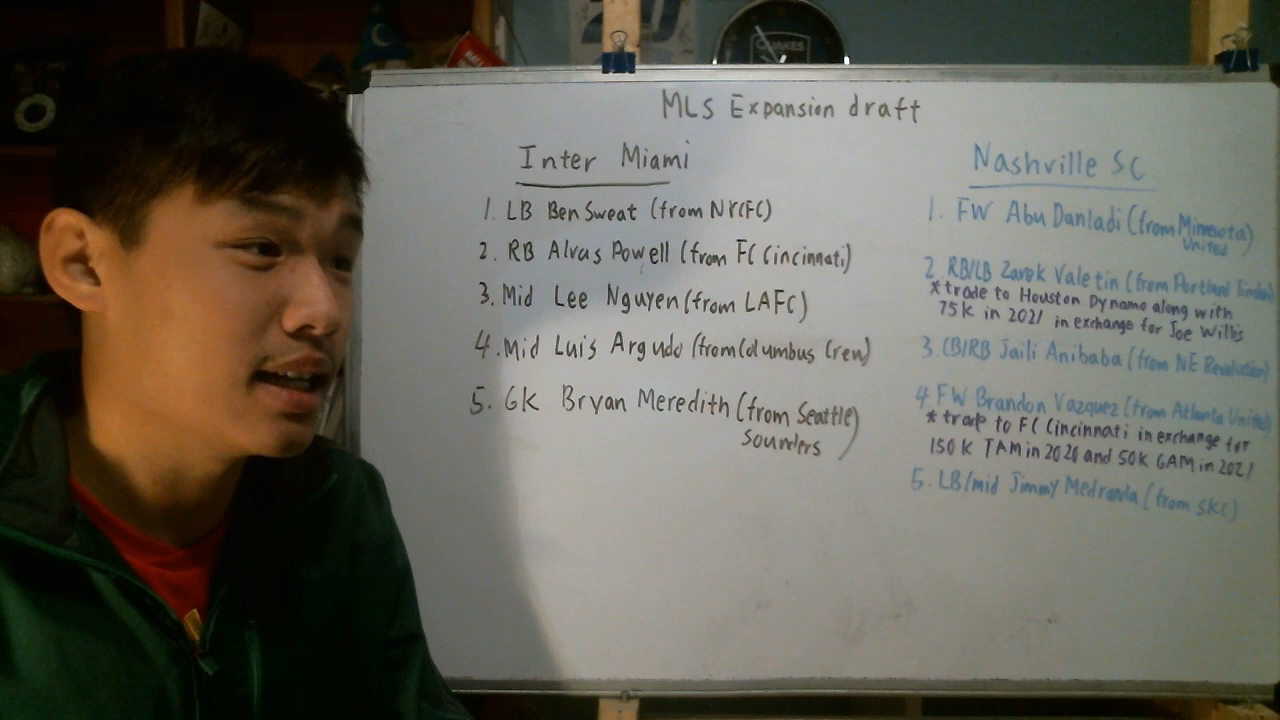 QUAKES
MLS Expansion draft
Inter Miami
1. LB Ben Sweat (from NYCFC)
2. RB Alvas Powell (from FC Cincinnati)
3. Mid Lee Nguyen (from LAFC)
4. Mid Luis Argudo (from Columbus Crew)
5. GK Bryan Meredith (from Seattle)
Sounders
Nashville SC
1. FW Abu Danladi (from Minnesota)
United
2. RB/LB Zarek Valetin (from Portland Timbers)
* trade to Houston Dynamo along with
75K in 2021 in exchange for Joe Willis
3. CB/RB Jaili Anibaba (from NE Revolution)
4. FW Brandon Vazquez (from Atlanta United)
* trade to FC Cincinnati in exchange for
150K TAM in 2020 and 50K GAM in 2021
5. LB/mid Jimmy Medranda (from SKC)